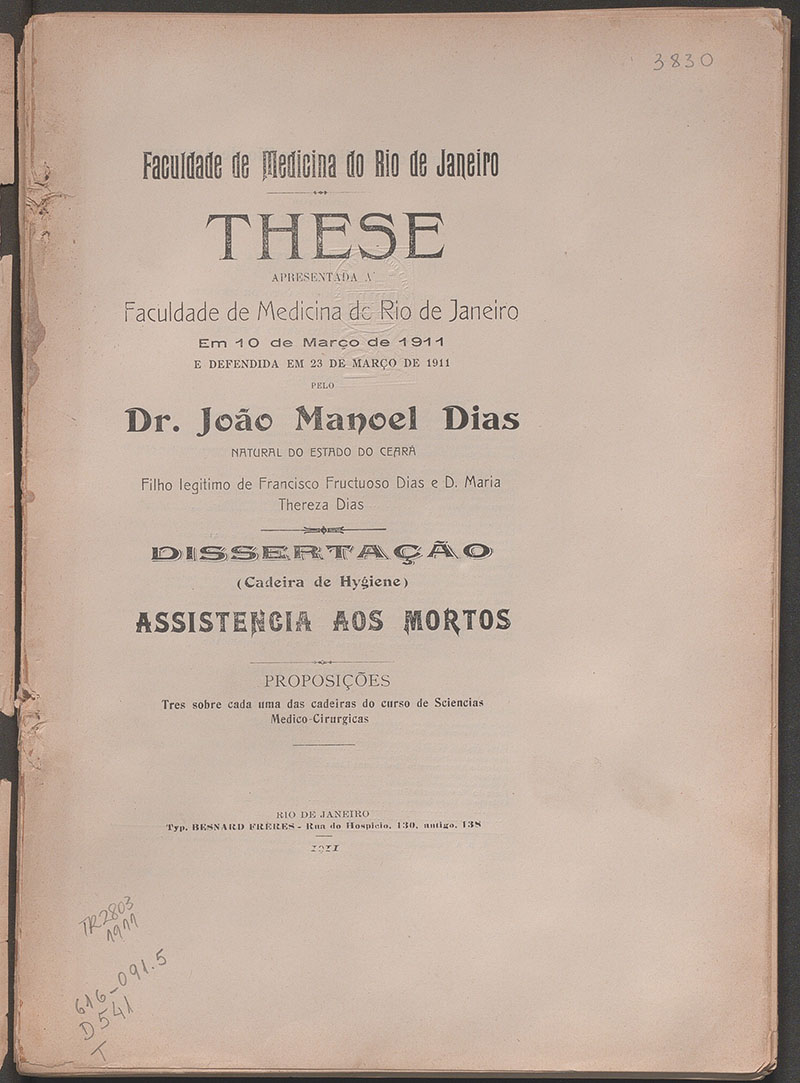 3830
Faculdade de Medicina do Rio de Janeiro
THESE
APRESENTADA A'
Faculdade de Medicina do Rio de Janeiro
Em 10 de Março de 1911
E DEFENDIDA EM 23 DE MARÇO DE 1911
PELO
Dr. João Manoel Dias
NATURAL DO ESTADO DO CEARÁ
Filho legitimo de Francisco Fructuoso Dias e D. Maria
Thereza Dias
DISSERTAÇÃO
(Cadeira de Hygiene)
ASSISTENCIA AOS MORTOS
PROPOSIÇÕES
Tres sobre cada uma das cadeiras do curso de Sciencias
Medico-Cirurgicas
RIO DE JANEIRO
Typ. BESNARD FRÈRES - Rua do Hospicio, 130, antigo, 138
1911
TR2803
1911
616-091.5
D541
T